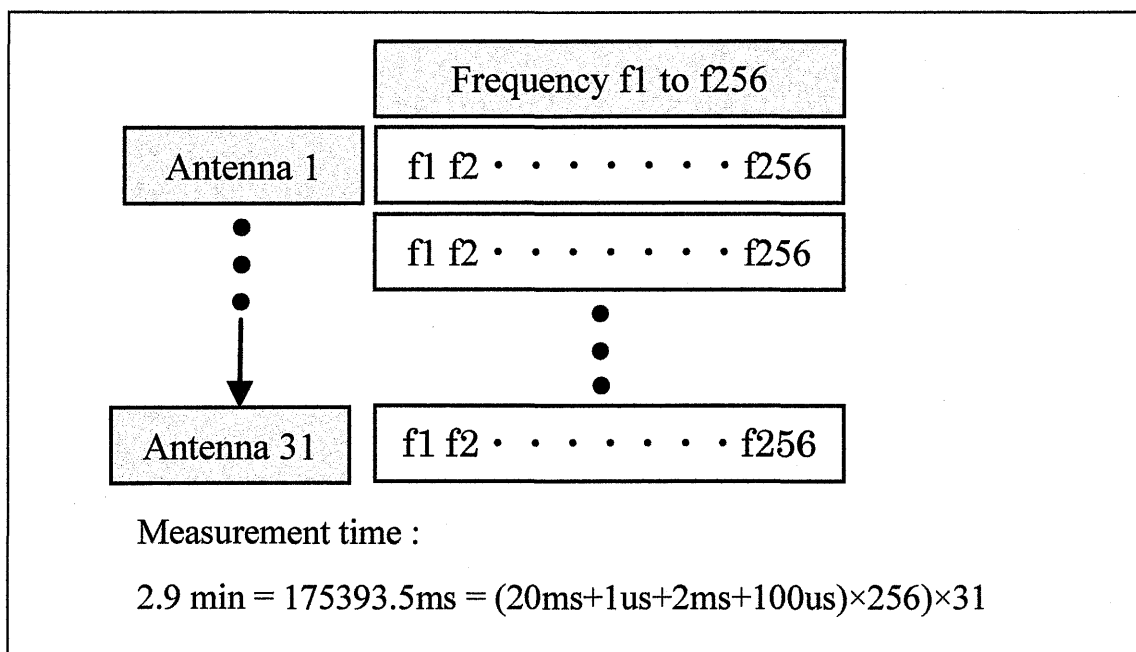 Frequency f1 to f256
Antenna 1
f1 f2 · · · · · · · f256
f1 f2 · · · · · · · f256
Antenna 31
f1 f2 · · · · · · · f256
Measurement time :
2.9 min = 175393.5ms = (20ms+1us+2ms+100us)×256)×31